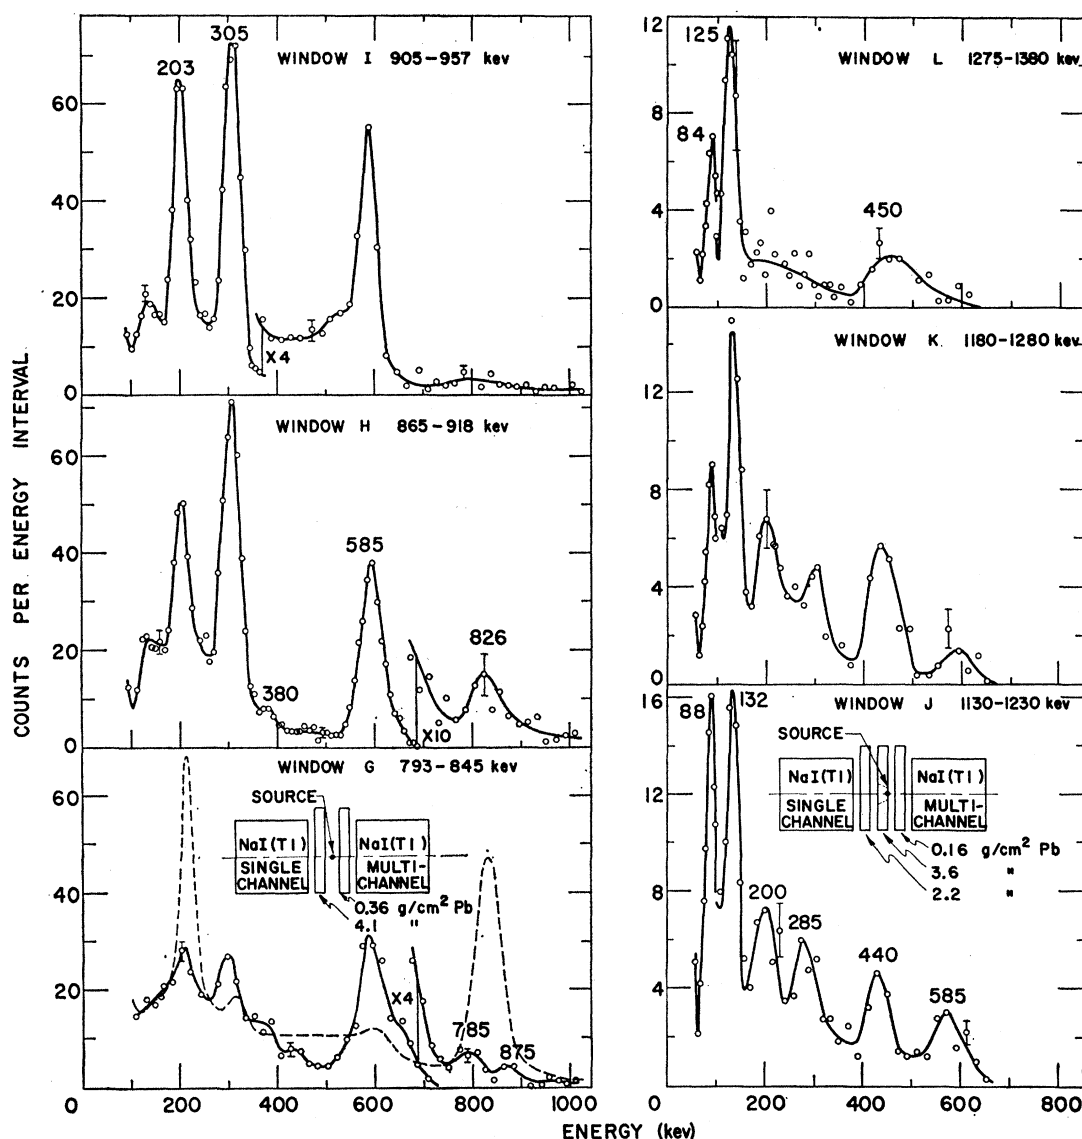 COUNTS PER ENERGY INTERVAL
WINDOW I 905-957 kev
203
305
X4
60
40
20
0
WINDOW H 865-918 kev
380
585
826
X10
60
40
20
0
WINDOW G 793-845 kev
SOURCE
NaI(Tl)
SINGLE
CHANNEL
NaI(Tl)
MULTI-
CHANNEL
0.36 g/cm² Pb
4.1 "
X4
785
875
60
40
20
0 200 400 600 800 1000
WINDOW L 1275-1380 kev
125
84
450
12
8
4
0
WINDOW K 1180-1280 kev
12
8
4
0
WINDOW J 1130-1230 kev
88
132
SOURCE
NaI(Tl)
SINGLE
CHANNEL
NaI(Tl)
MULTI-
CHANNEL
0.16 g/cm² Pb
3.6 "
2.2 "
200
285
440
585
16
12
8
4
0 200 400 600 800
ENERGY (kev)